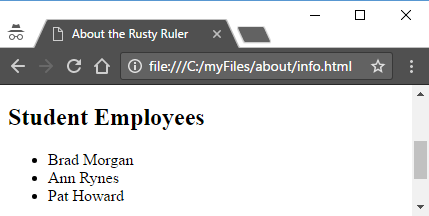 About the Rusty Ruler
file:///C:/myFiles/about/info.html
Student Employees
Brad Morgan
Ann Rynes
Pat Howard